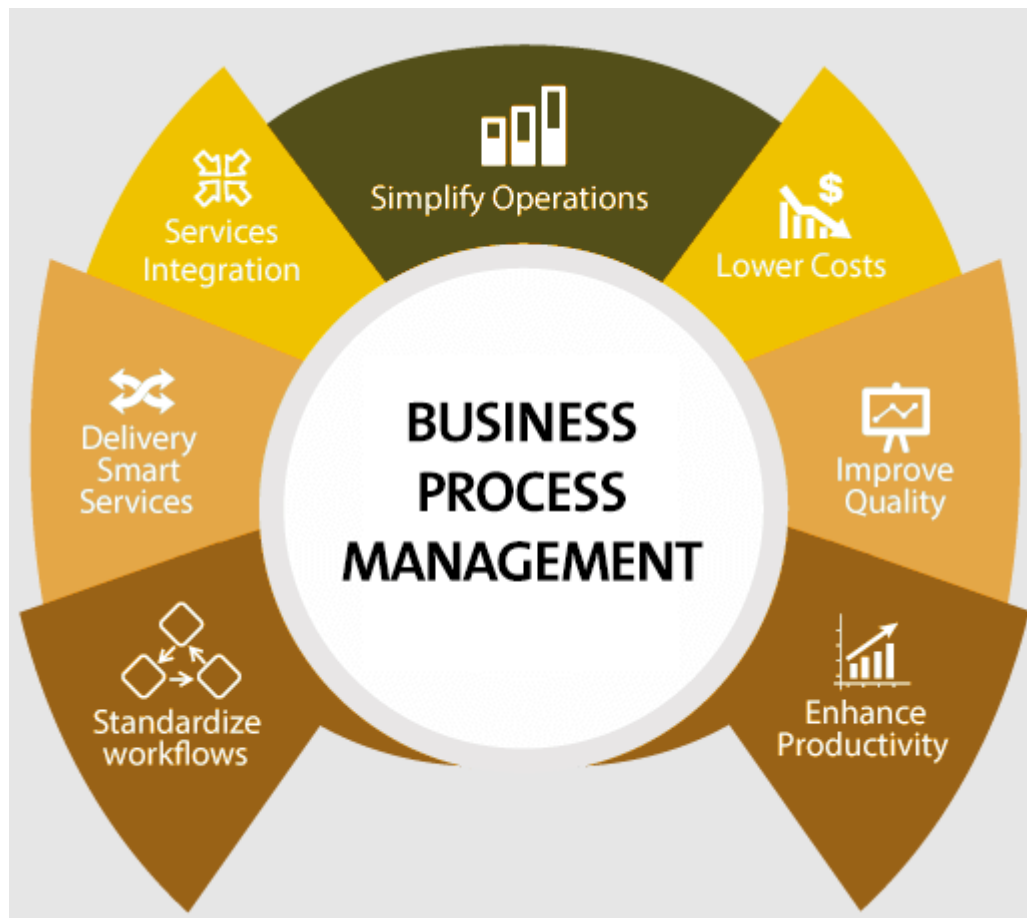 Simplify Operations
Services
Integration
$
Lower Costs
Delivery
Smart
Services
BUSINESS
PROCESS
MANAGEMENT
Improve
Quality
Standardize
workflows
Enhance
Productivity